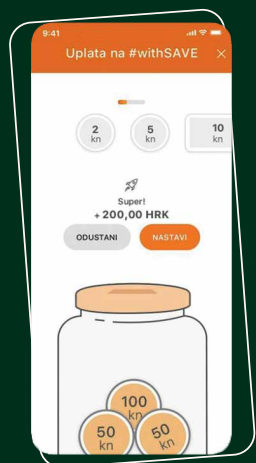 9:41
Uplata na #withSAVE ×
2
kn
5
kn
10
kn
Super!
+ 200,00 HRK
ODUSTANI
NASTAVI
100
kn
50
kn
50
kn